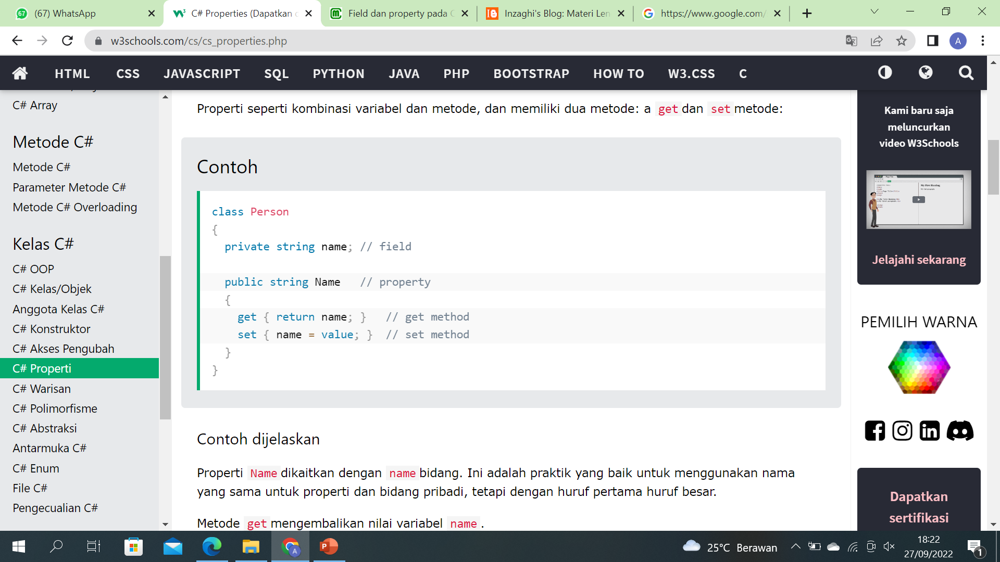 (67) WhatsApp
C# Properties (Dapatkan
Field dan property pada
Inzaghi's Blog: Materi Len
https://www.google.com/
w3schools.com/cs/cs_properties.php
A
HTML CSS JAVASCRIPT SQL PYTHON JAVA PHP BOOTSTRAP HOW TO W3.CSS C
C# Array
Metode C#
Metode C#
Parameter Metode C#
Metode C# Overloading
Kelas C#
C# OOP
C# Kelas/Objek
Anggota Kelas C#
C# Konstruktor
C# Akses Pengubah
C# Properti
C# Warisan
C# Polimorfisme
C# Abstraksi
Antarmuka C#
C# Enum
File C#
Pengecualian C#
Properti seperti kombinasi variabel dan metode, dan memiliki dua metode: a get dan set metode:
Contoh
class Person
{
private string name; // field
public string Name // property
{
get { return name; } // get method
set { name = value; } // set method
}
}
Contoh dijelaskan
Properti Name dikaitkan dengan name bidang. Ini adalah praktik yang baik untuk menggunakan nama
yang sama untuk properti dan bidang pribadi, tetapi dengan huruf pertama huruf besar.
Metode get mengembalikan nilai variabel name .
Kami baru saja
meluncurkan
video W3Schools
My First Heading
Jelajahi sekarang
PEMILIH WARNA
Dapatkan
sertifikasi
25°C Berawan
18:22
27/09/2022
1